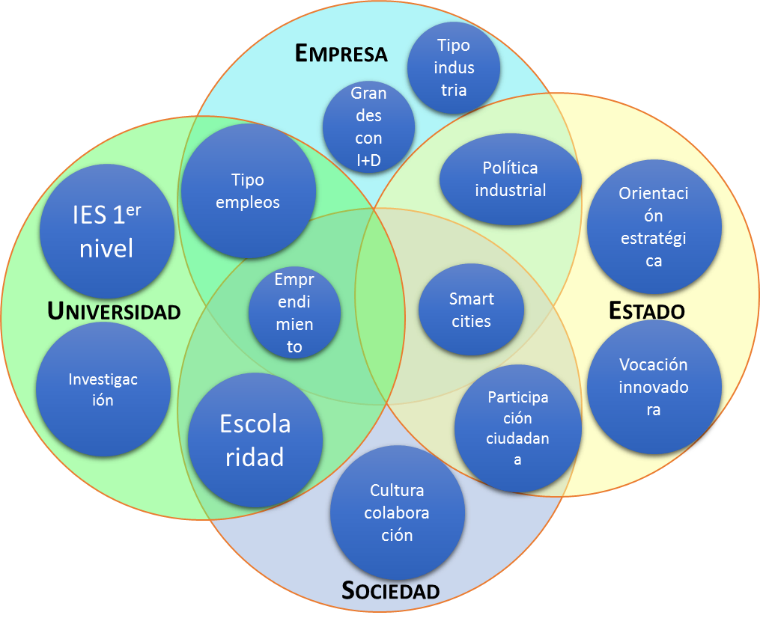 EMPRESA
Tipo
indus
tria
Gran
des
con
I+D
Política
industrial
Tipo
empleos
IES 1er
nivel
Orientaci
ón
estratégi
ca
Empr
endi
mien
to
Smart
cities
UNIVERSIDAD
ESTADO
Investigac
ión
Vocación
innovado
ra
Escola
ridad
Participa
ción
ciudadan
a
Cultura
colabora
ción
SOCIEDAD